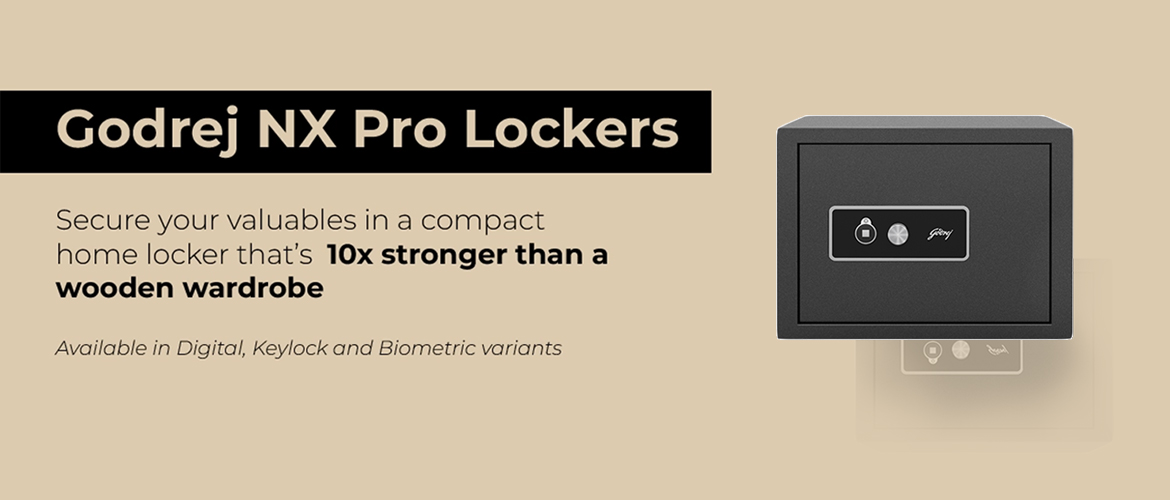 Godrej NX Pro Lockers
Secure your valuables in a compact
home locker that's 10x stronger than a
wooden wardrobe
Available in Digital, Keylock and Biometric variants
Godrej